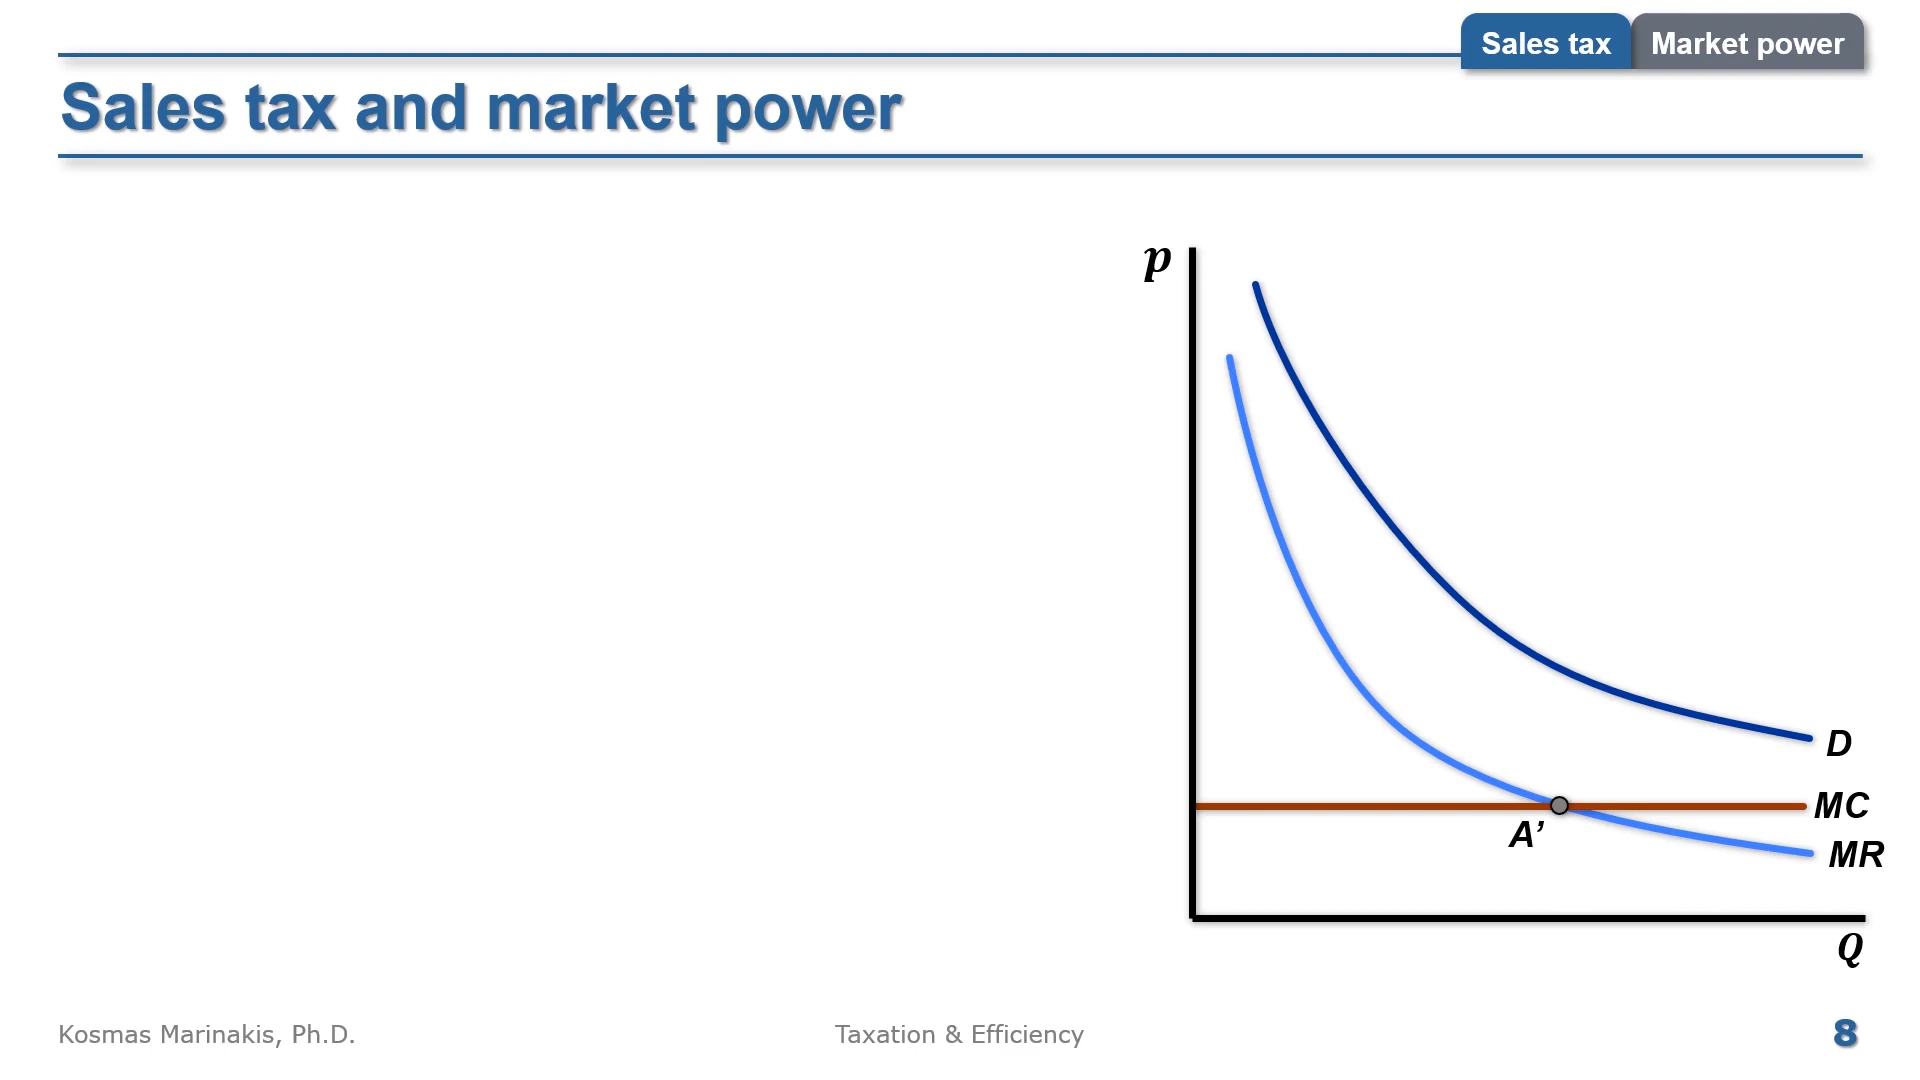 Sales tax
Market power
Sales tax and market power
p
D
MC
A’
MR
Q
Kosmas Marinakis, Ph.D.
Taxation & Efficiency
8